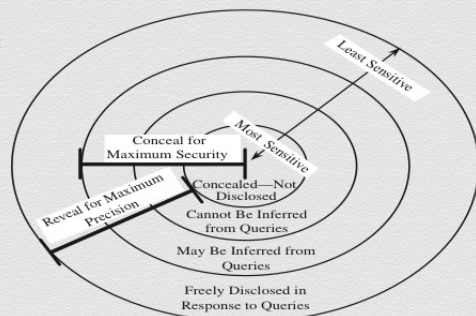 Least Sensitive
Most Sensitive
Conceal for
Maximum Security
Reveal for Maximum
Precision
Concealed—Not
Disclosed
Cannot Be Inferred
from Queries
May Be Inferred from
Queries
Freely Disclosed in
Response to Queries